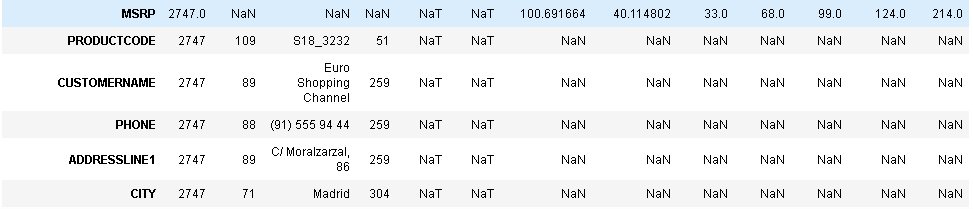 MSRP 2747.0 NaN NaN NaN NaT NaT 100.691664 40.114802 33.0 68.0 99.0 124.0 214.0
PRODUCTCODE 2747 109 S18_3232 51 NaT NaT NaN NaN NaN NaN NaN NaN NaN
CUSTOMERNAME 2747 89 Euro Shopping Channel 259 NaT NaT NaN NaN NaN NaN NaN NaN NaN
PHONE 2747 88 (91) 555 94 44 259 NaT NaT NaN NaN NaN NaN NaN NaN NaN
ADDRESSLINE1 2747 89 C/ Moralzarzal, 86 259 NaT NaT NaN NaN NaN NaN NaN NaN NaN
CITY 2747 71 Madrid 304 NaT NaT NaN NaN NaN NaN NaN NaN NaN